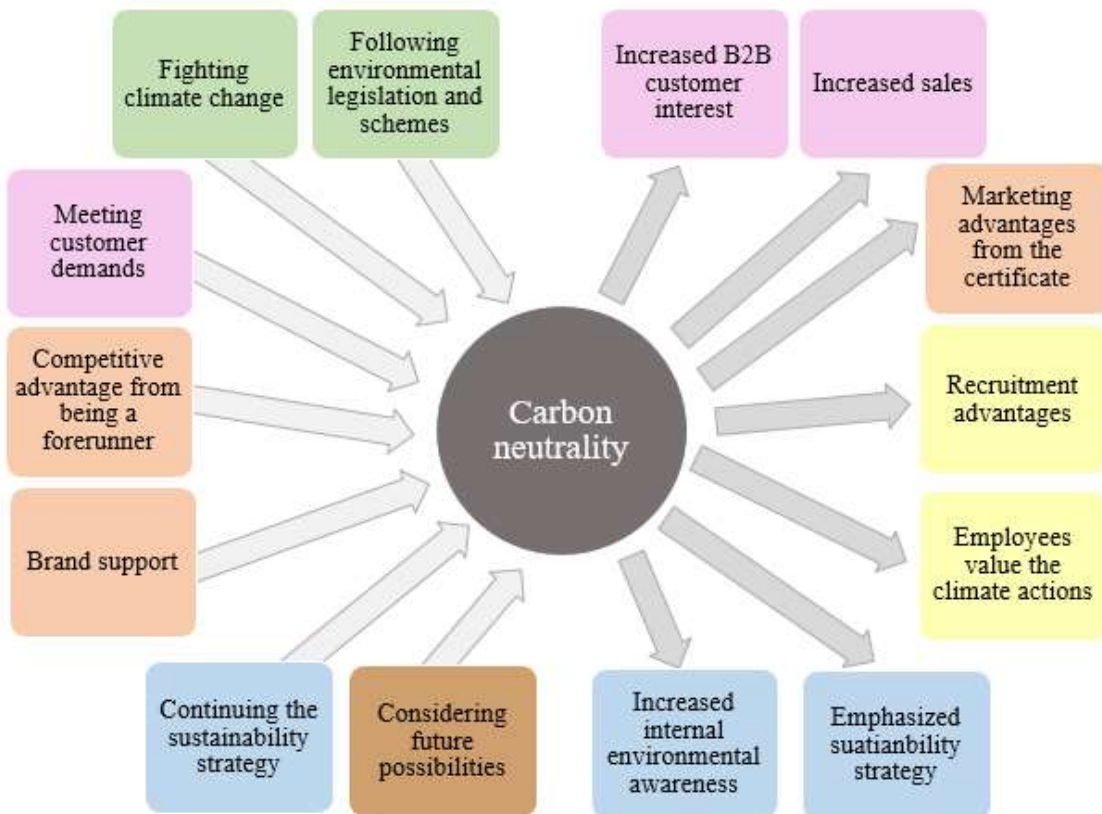 Fighting
climate change
Following
environmental
legislation and
schemes
Increased B2B
customer
interest
Increased sales
Meeting
customer
demands
Marketing
advantages
from the
certificate
Competitive
advantage from
being a
forerunner
Carbon
neutrality
Recruitment
advantages
Brand support
Employees
value the
climate actions
Continuing the
sustainability
strategy
Considering
future
possibilities
Increased
internal
environmental
awareness
Emphasized
suatianbility
strategy